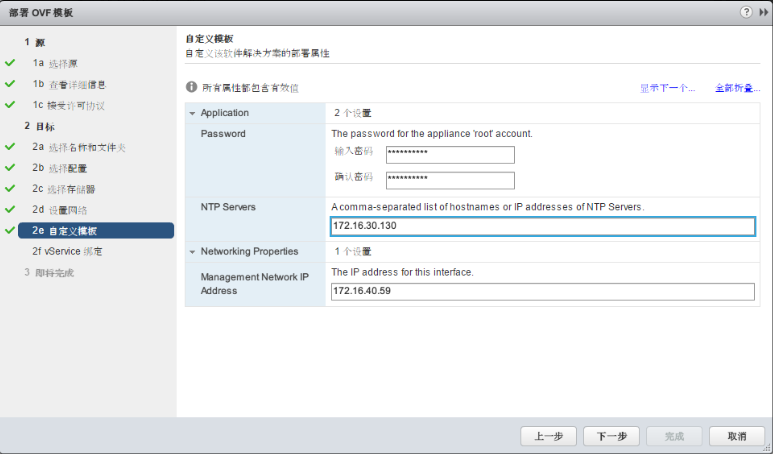 部署 OVF 模板
1 源
1a 选择源
1b 查看详细信息
1c 接受许可协议
2 目标
2a 选择名称和文件夹
2b 选择配置
2c 选择存储器
2d 设置网络
2e 自定义模板
2f vService 绑定
3 即将完成
自定义模板
自定义该软件解决方案的部署属性
所有属性都包含有效值
显示下一个...
全部折叠...
Application
2 个设置
Password
The password for the appliance 'root' account.
输入密码
**********
确认密码
**********
NTP Servers
A comma-separated list of hostnames or IP addresses of NTP Servers.
172.16.30.130
Networking Properties
1 个设置
Management Network IP
Address
The IP address for this interface.
172.16.40.59
上一步
下一步
完成
取消